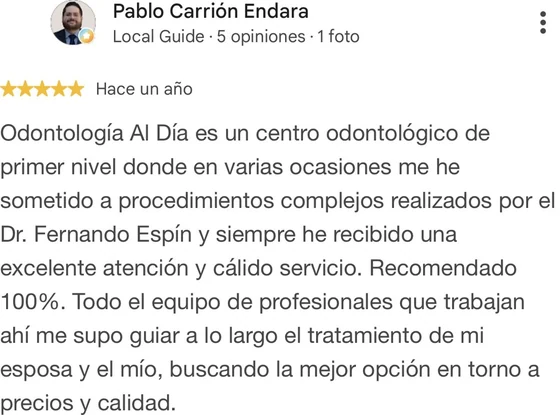 Pablo Carrión Endara
Local Guide · 5 opiniones · 1 foto
Hace un año
Odontología Al Día es un centro odontológico de
primer nivel donde en varias ocasiones me he
sometido a procedimientos complejos realizados por el
Dr. Fernando Espín y siempre he recibido una
excelente atención y cálido servicio. Recomendado
100%. Todo el equipo de profesionales que trabajan
ahí me supo guiar a lo largo el tratamiento de mi
esposa y el mío, buscando la mejor opción en torno a
precios y calidad.